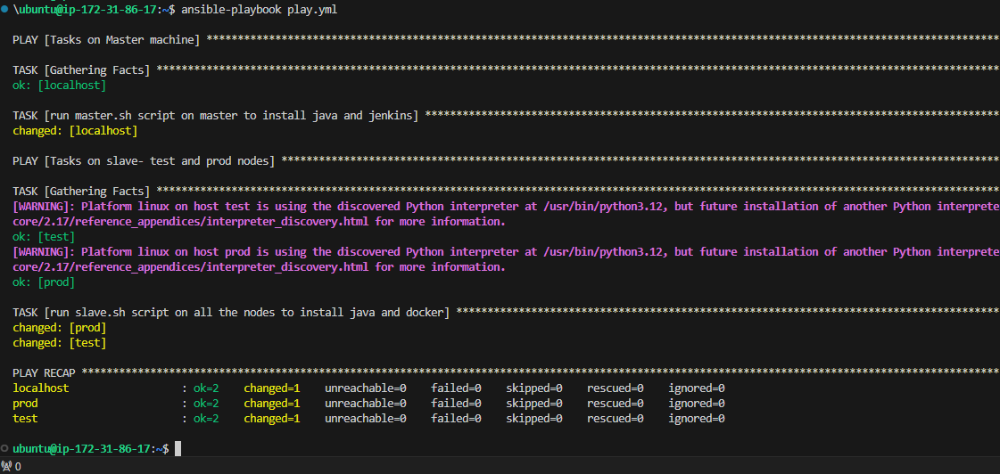 \ubuntu@ip-172-31-86-17:~$ ansible-playbook play.yml
PLAY [Tasks on Master machine] *******************************************************************************************************************************
TASK [Gathering Facts] ***************************************************************************************************************************************
ok: [localhost]
TASK [run master.sh script on master to install java and jenkins] ********************************************************************************************
changed: [localhost]
PLAY [Tasks on slave- test and prod nodes] *******************************************************************************************************************
TASK [Gathering Facts] ***************************************************************************************************************************************
[WARNING]: Platform linux on host test is using the discovered Python interpreter at /usr/bin/python3.12, but future installation of another Python interprete
core/2.17/reference_appendices/interpreter_discovery.html for more information.
ok: [test]
[WARNING]: Platform linux on host prod is using the discovered Python interpreter at /usr/bin/python3.12, but future installation of another Python interprete
core/2.17/reference_appendices/interpreter_discovery.html for more information.
ok: [prod]
TASK [run slave.sh script on all the nodes to install java and docker] ***************************************************************************************
changed: [prod]
changed: [test]
PLAY RECAP ***************************************************************************************************************************************************
localhost                  : ok=2    changed=1    unreachable=0    failed=0    skipped=0    rescued=0    ignored=0
prod                       : ok=2    changed=1    unreachable=0    failed=0    skipped=0    rescued=0    ignored=0
test                       : ok=2    changed=1    unreachable=0    failed=0    skipped=0    rescued=0    ignored=0
ubuntu@ip-172-31-86-17:~$
0